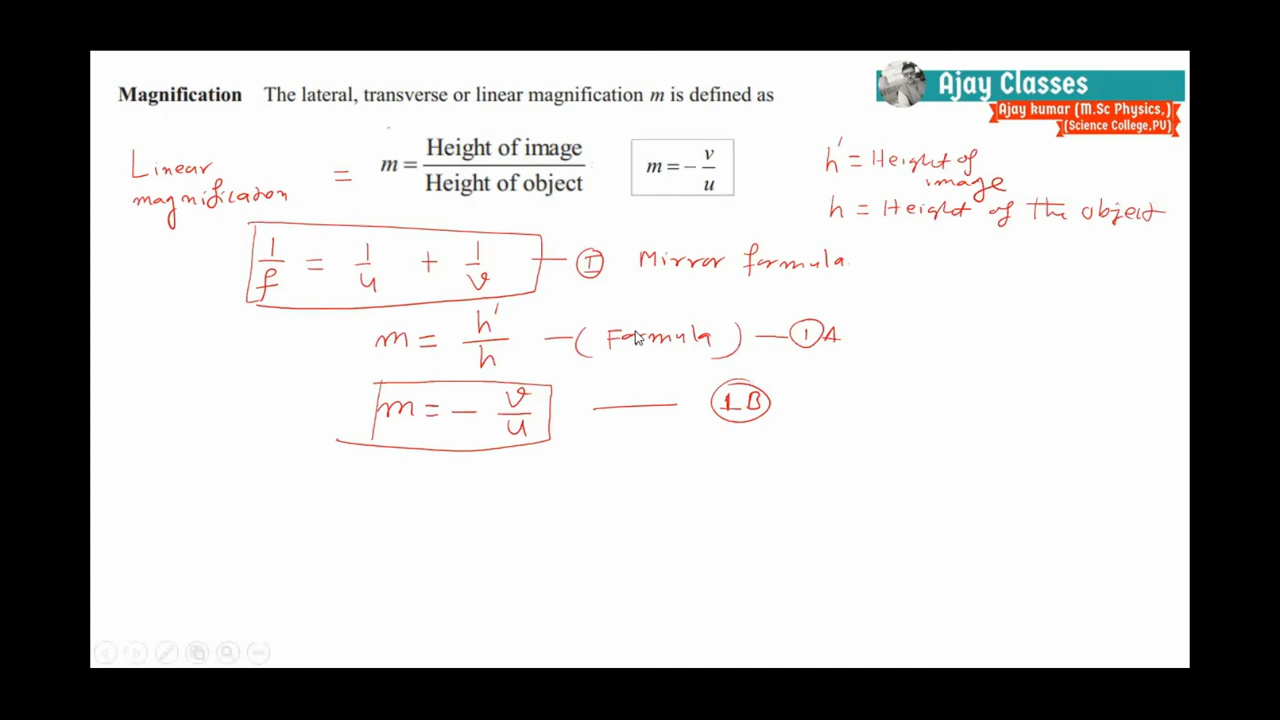 Magnification The lateral, transverse or linear magnification m is defined as
Ajay Classes
Ajay kumar (M.Sc Physics,)
(Science College,PU)
Linear magnification = m = Height of image / Height of object
m = - v/u
h' = Height of image
h = Height of the object
1/f = 1/u + 1/v — I Mirror formula.
m = h'/h — (Formula) — 1 A
m = - v/u — 1B